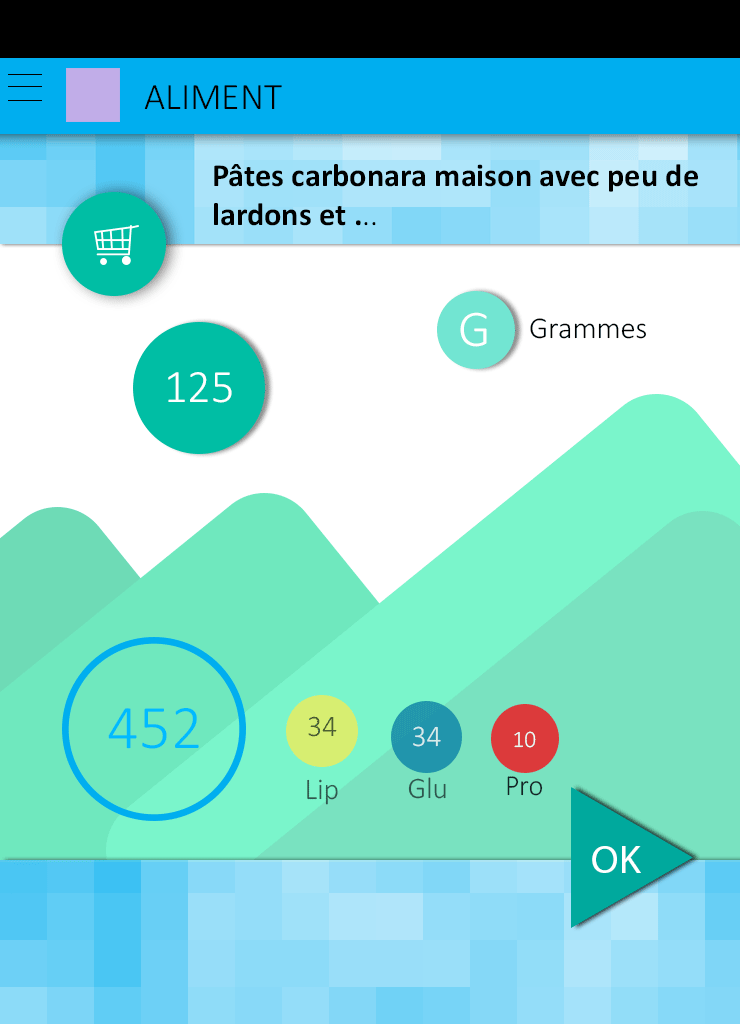 ALIMENT
Pâtes carbonara maison avec peu de
lardons et ...
G Grammes
125
452
34
34
10
Lip
Glu
Pro
OK